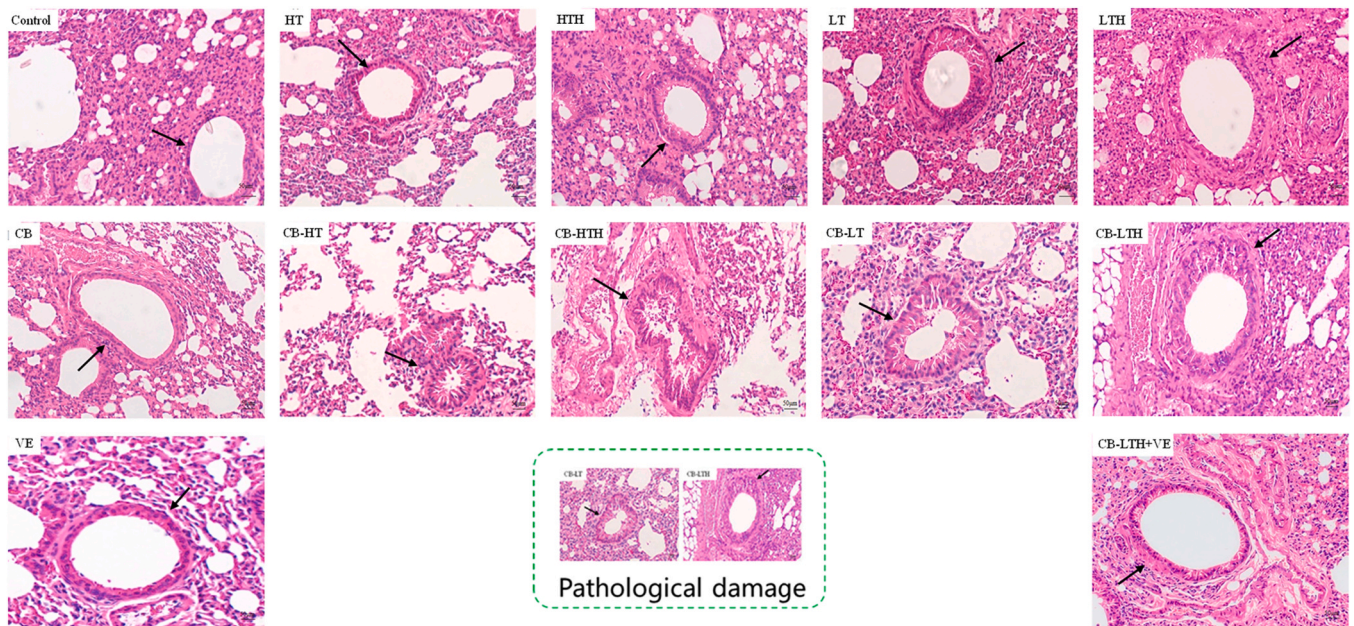 Control
HT
HTH
LT
LTH
CB
CB-HT
CB-HTH
50μm
CB-LT
CB-LTH
VE
CB-LT
CB-LTH
Pathological damage
CB-LTH+VE